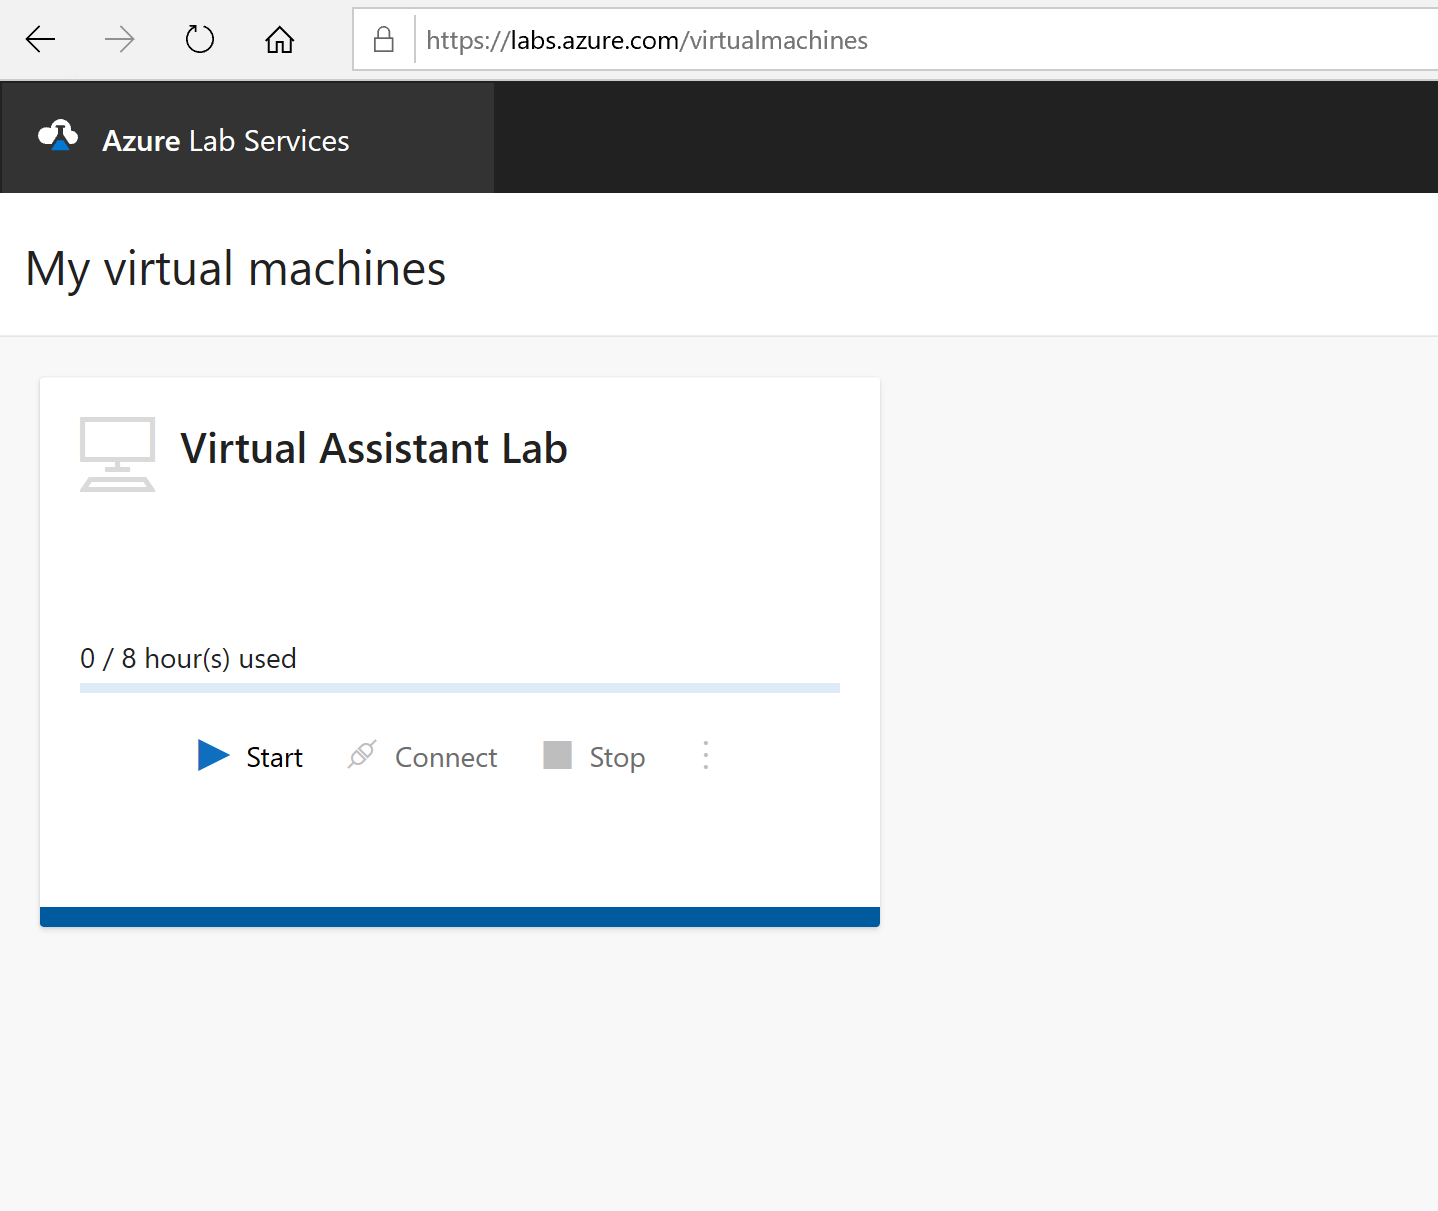 https://labs.azure.com/virtualmachines
Azure Lab Services
My virtual machines
Virtual Assistant Lab
0 / 8 hour(s) used
Start Connect Stop